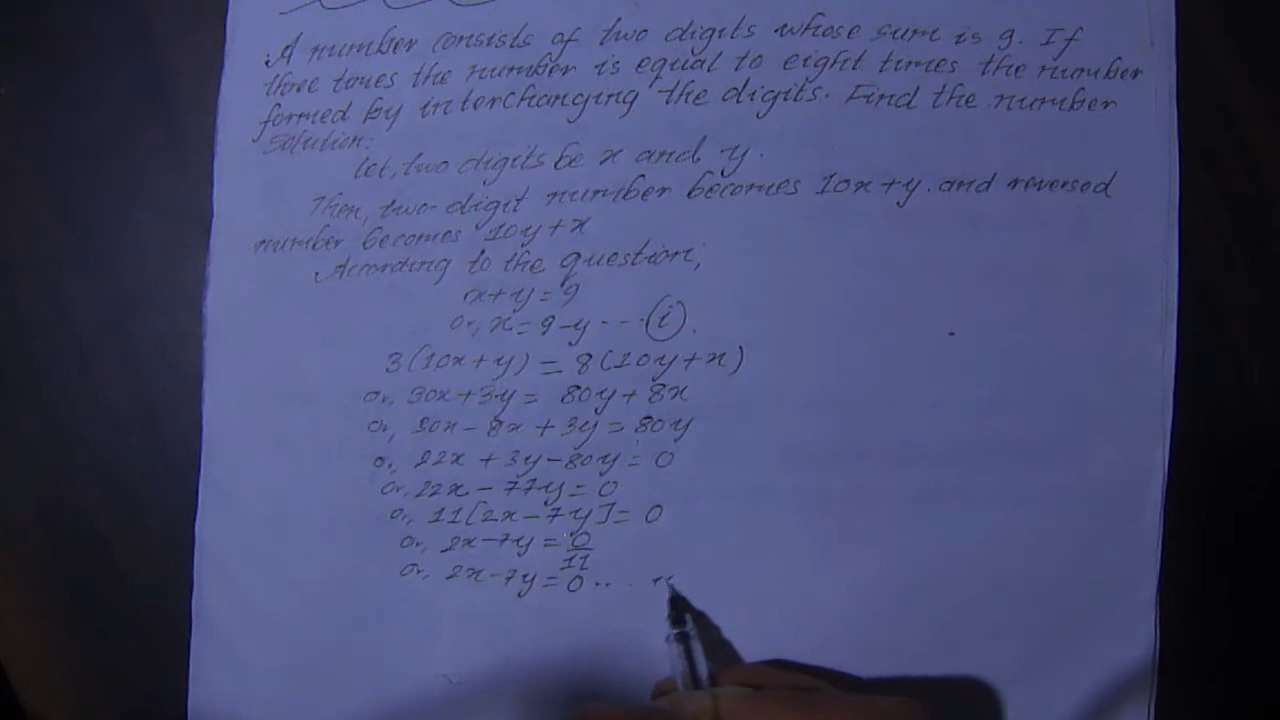 A number consists of two digits whose sum is 9. If
three times the number is equal to eight times the number
formed by interchanging the digits. Find the number
Solution:
Let, two digits be x and y.
Then, two-digit number becomes 10x+y. and reversed
number becomes 10y+x
According to the question;
x+y=9
or, x=9-y --- (i).
3(10x+y) = 8(10y+x)
or, 30x+3y = 80y+8x
or, 30x-8x+3y=80y
or, 22x+3y-80y=0
or, 22x-77y=0
or, 11[2x-7y]=0
or, 2x-7y=0/11
or, 2x-7y=0....